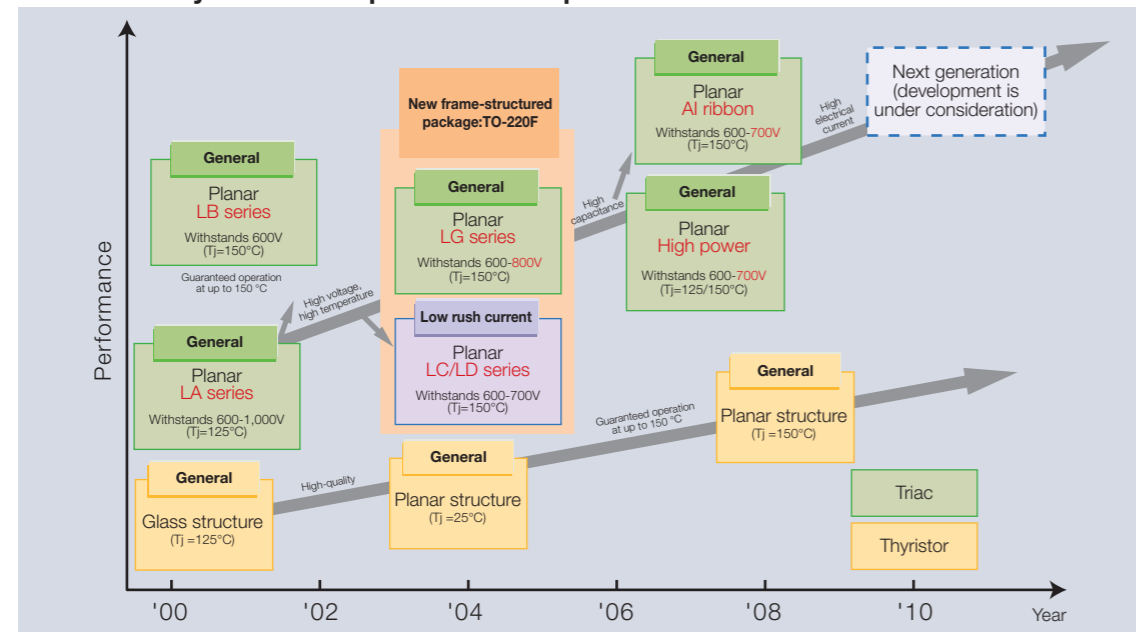 General
Planar
Al ribbon
Withstands 600-700V
(Tj=150°C)
Next generation
(development is
under consideration)
High
electrical
current
New frame-structured
package:TO-220F
General
Planar
LB series
Withstands 600V
(Tj=150°C)
Guaranteed operation
at up to 150 °C
General
Planar
LG series
Withstands 600-800V
(Tj=150°C)
High
capacitance
General
Planar
High power
Withstands 600-700V
(Tj=125/150°C)
High voltage,
high temperature
Low rush current
Planar
LC/LD series
Withstands 600-700V
(Tj=150°C)
General
Planar
LA series
Withstands 600-1,000V
(Tj=125°C)
General
Planar structure
(Tj =150°C)
Guaranteed operation
at up to 150 °C
General
Planar structure
(Tj =25°C)
High-quality
General
Glass structure
(Tj =125°C)
Triac
Thyristor
Performance
'00
'02
'04
'06
'08
'10
Year